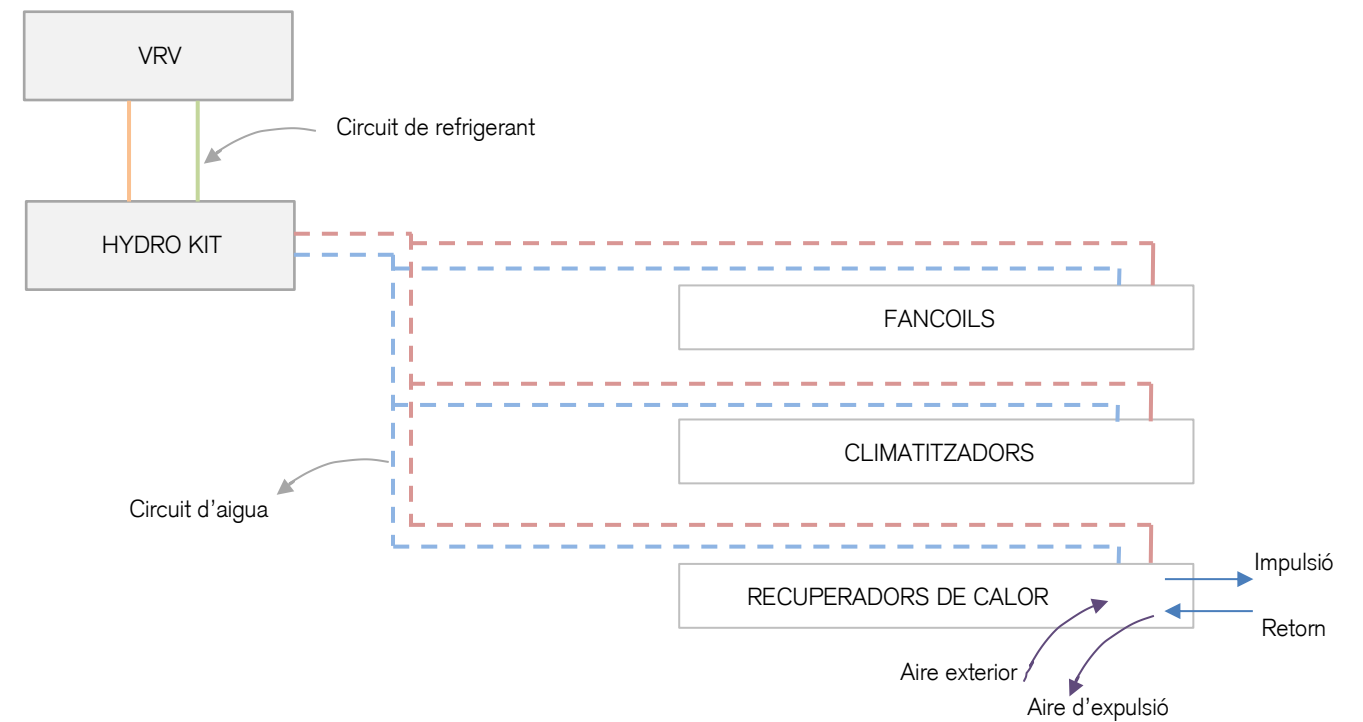 VRV
Circuit de refrigerant
HYDRO KIT
FANCOILS
CLIMATITZADORS
Circuit d'aigua
Impulsió
RECUPERADORS DE CALOR
Retorn
Aire exterior
Aire d'expulsió